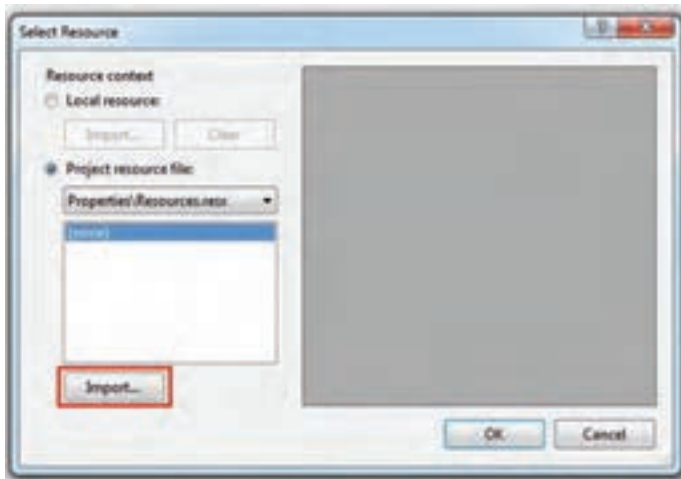 Select Resource
Resource context
Local resource:
Import... Clear
Project resource file:
Properties\Resources.resx
(none)
Import...
OK Cancel